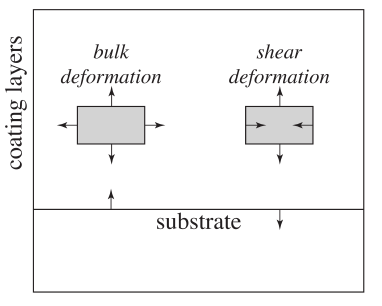 coating layers
bulk
deformation
shear
deformation
substrate